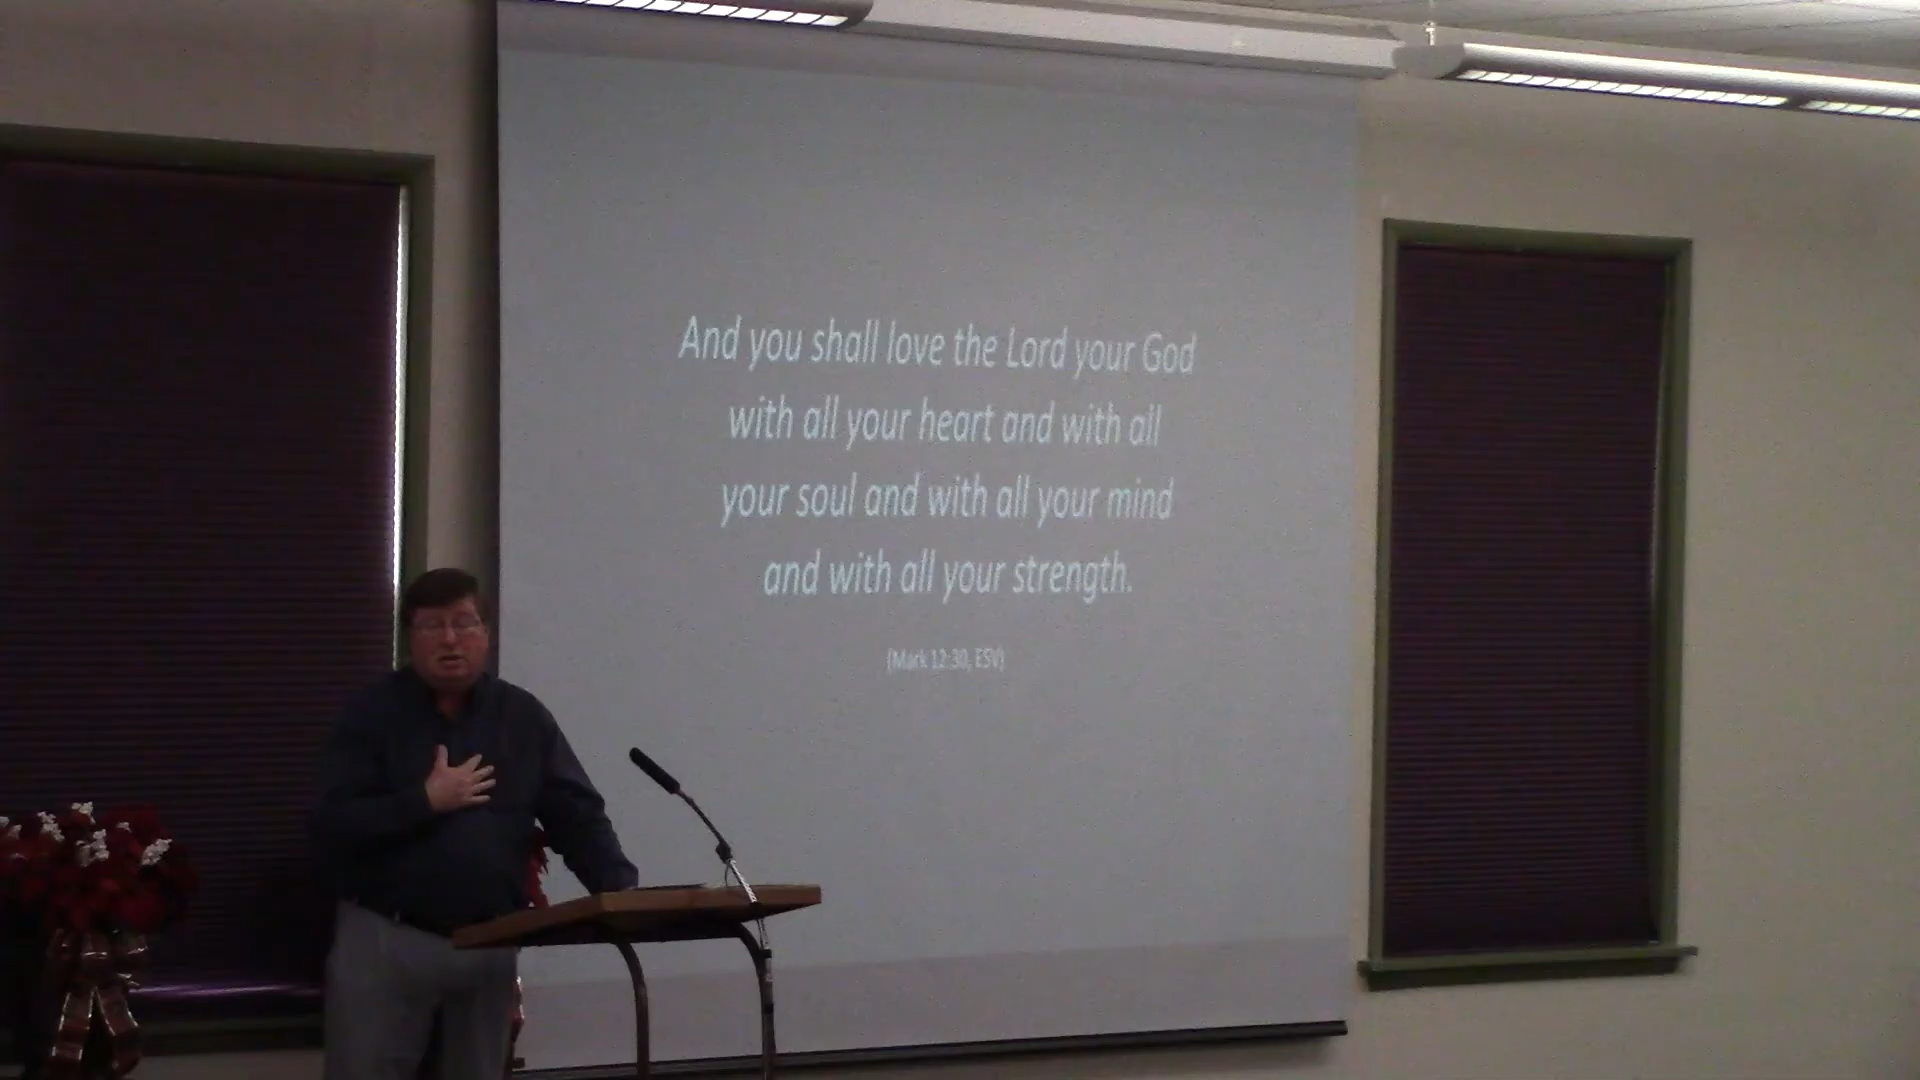 And you shall love the Lord your God
with all your heart and with all
your soul and with all your mind
and with all your strength.
(Mark 12:30, ESV)